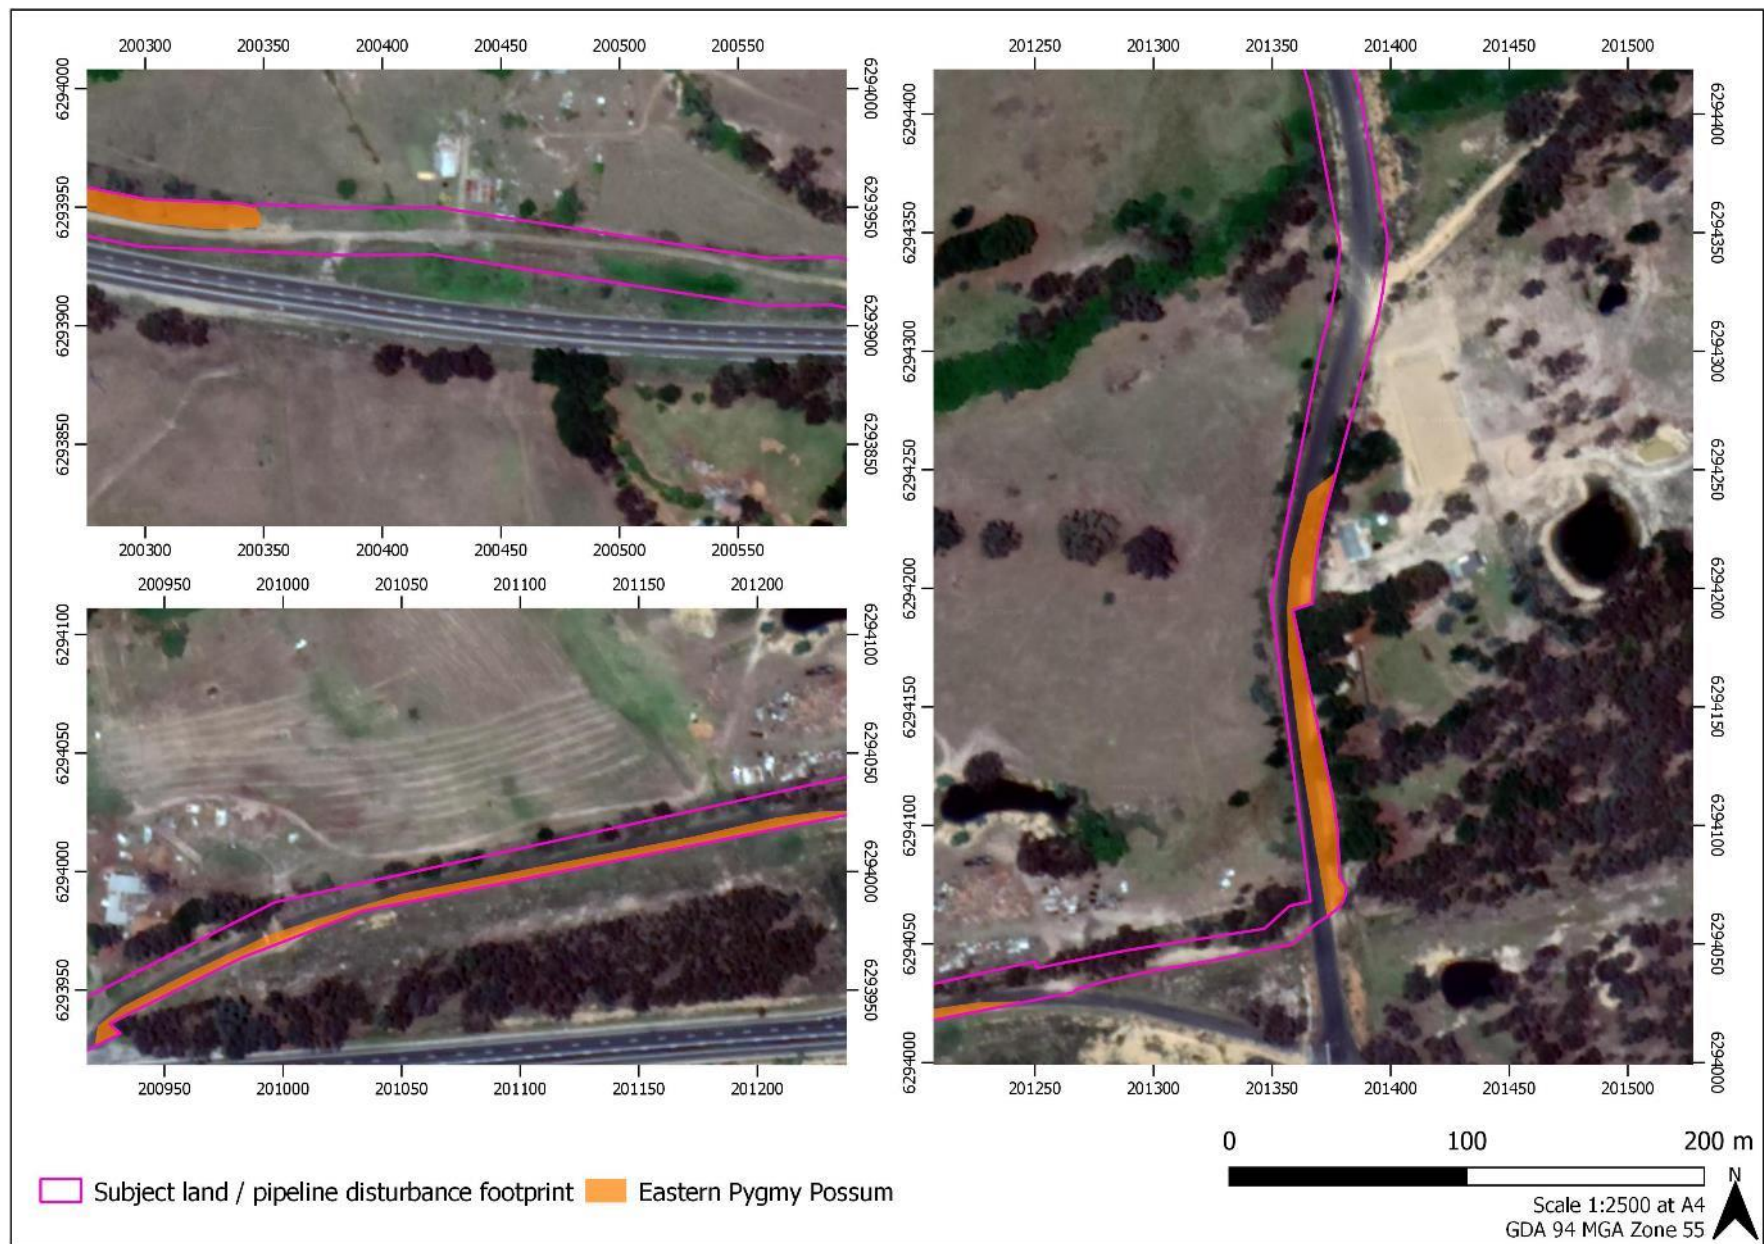 200300 200350 200400 200450 200500 200550
6294000 6294000
6293950 6293950
6293900 6293900
6293850 6293850
200300 200350 200400 200450 200500 200550
200950 201000 201050 201100 201150 201200
6294100 6294100
6294050 6294050
6294000 6294000
6293950 6293950
200950 201000 201050 201100 201150 201200
201250 201300 201350 201400 201450 201500
6294400 6294400
6294350 6294350
6294300 6294300
6294250 6294250
6294200 6294200
6294150 6294150
6294100 6294100
6294050 6294050
6294000 6294000
201250 201300 201350 201400 201450 201500
Subject land / pipeline disturbance footprint Eastern Pygmy Possum
0 100 200 m
N
Scale 1:2500 at A4
GDA 94 MGA Zone 55